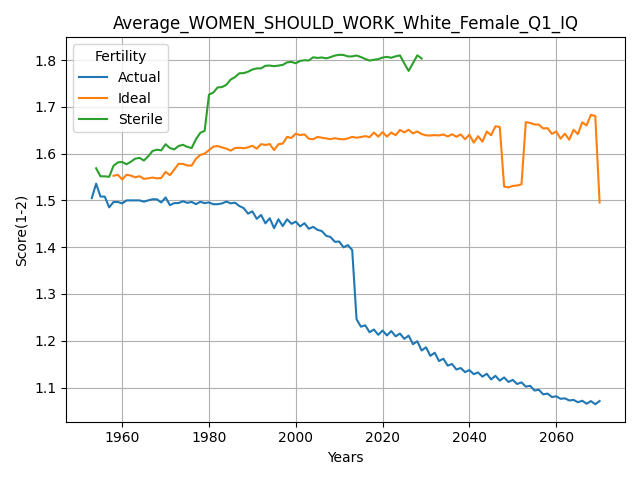 Average_WOMEN_SHOULD_WORK_White_Female_Q1_IQ
Fertility
Actual
Ideal
Sterile
Score(1-2)
1.8
1.7
1.6
1.5
1.4
1.3
1.2
1.1
1960 1980 2000 2020 2040 2060
Years